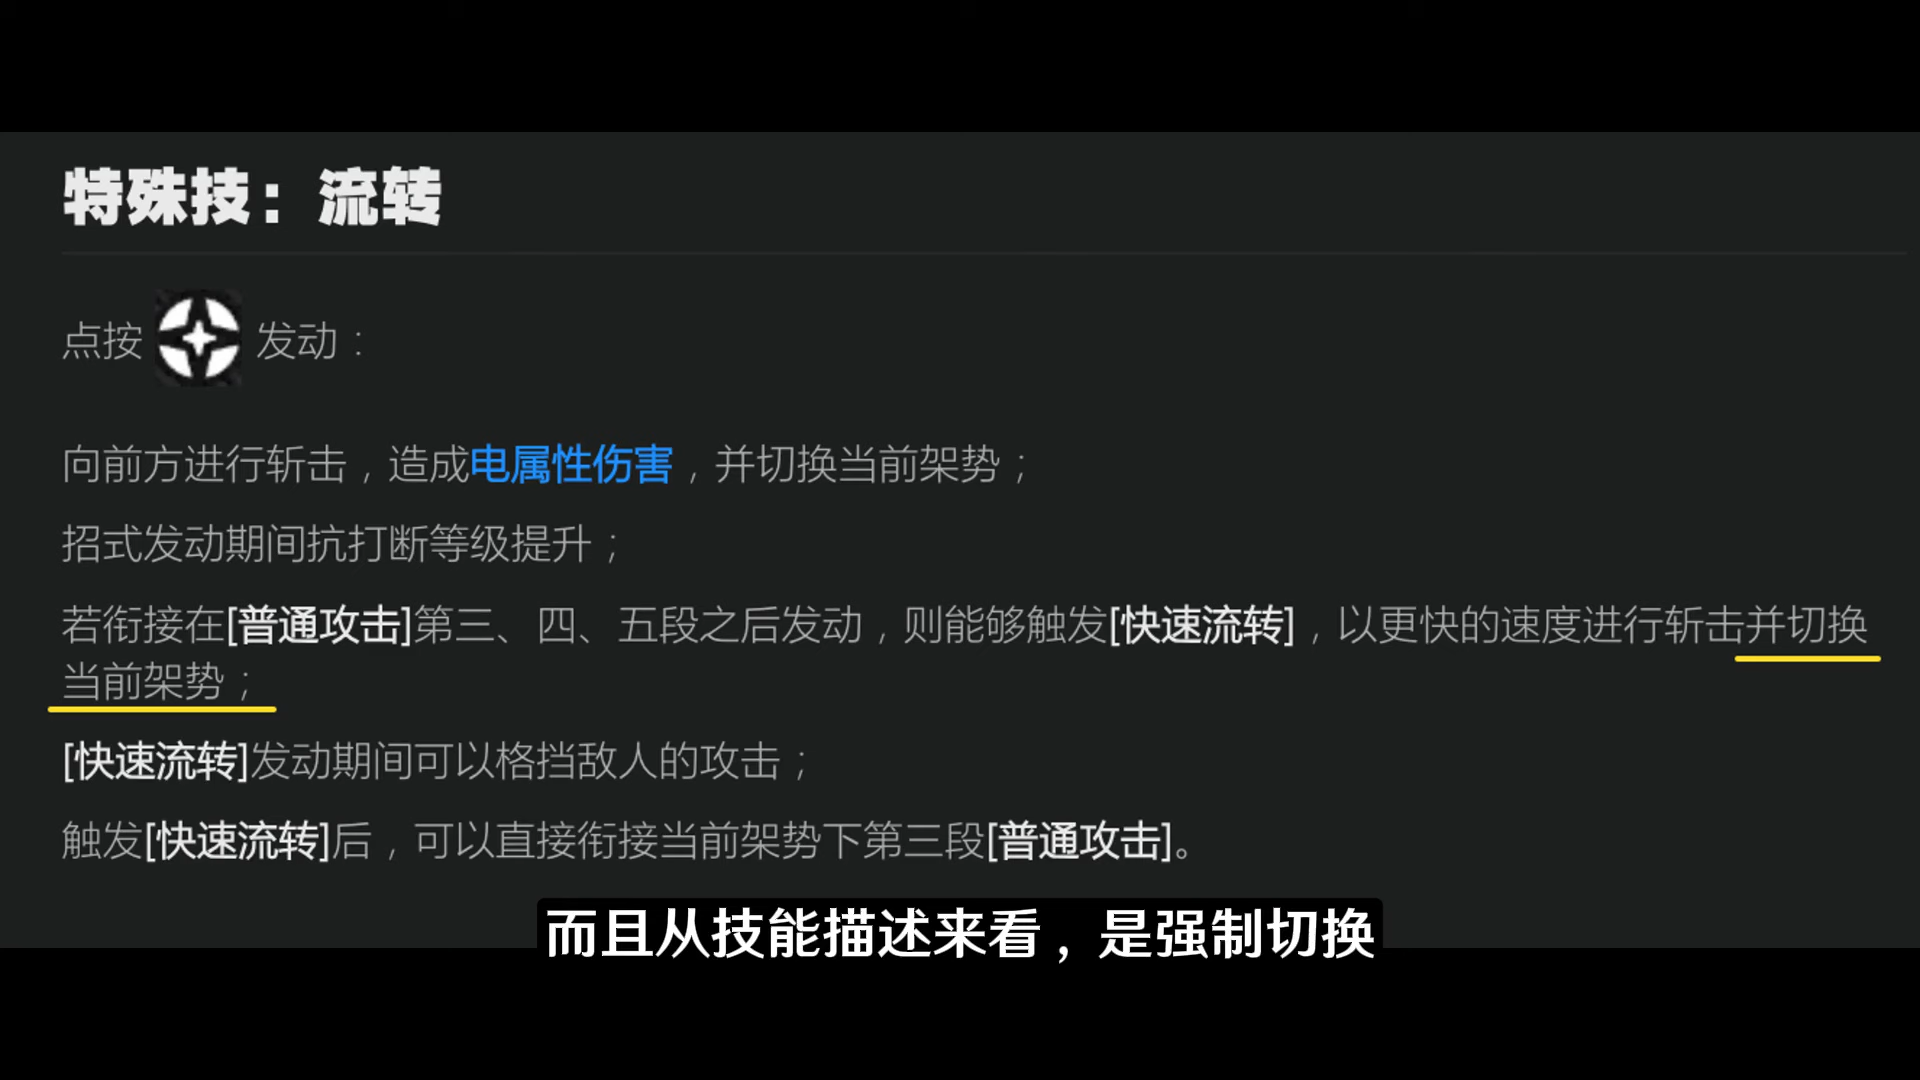 特殊技：流转
点按 发动：
向前方进行斩击，造成电属性伤害，并切换当前架势；
招式发动期间抗打断等级提升；
若衔接在[普通攻击]第三、四、五段之后发动，则能够触发[快速流转]，以更快的速度进行斩击并切换
当前架势；
[快速流转]发动期间可以格挡敌人的攻击；
触发[快速流转]后，可以直接衔接当前架势下第三段[普通攻击]。
而且从技能描述来看，是强制切换